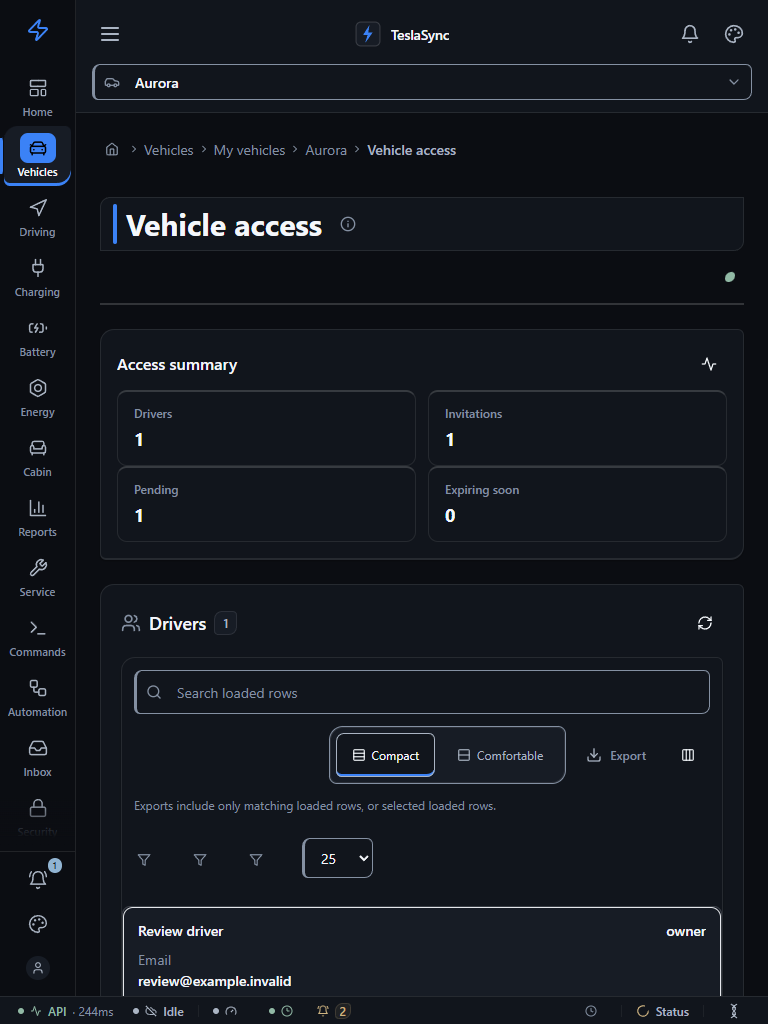 TeslaSync
Aurora
Home
Vehicles
Driving
Charging
Battery
Energy
Cabin
Reports
Service
Commands
Automation
Inbox
Security
1
Vehicles
My vehicles
Aurora
Vehicle access
Vehicle access
Access summary
Drivers
1
Invitations
1
Pending
1
Expiring soon
0
Drivers 1
Search loaded rows
Compact
Comfortable
Export
Exports include only matching loaded rows, or selected loaded rows.
25
Review driver
owner
Email
review@example.invalid
API · 244ms
Idle
2
Status